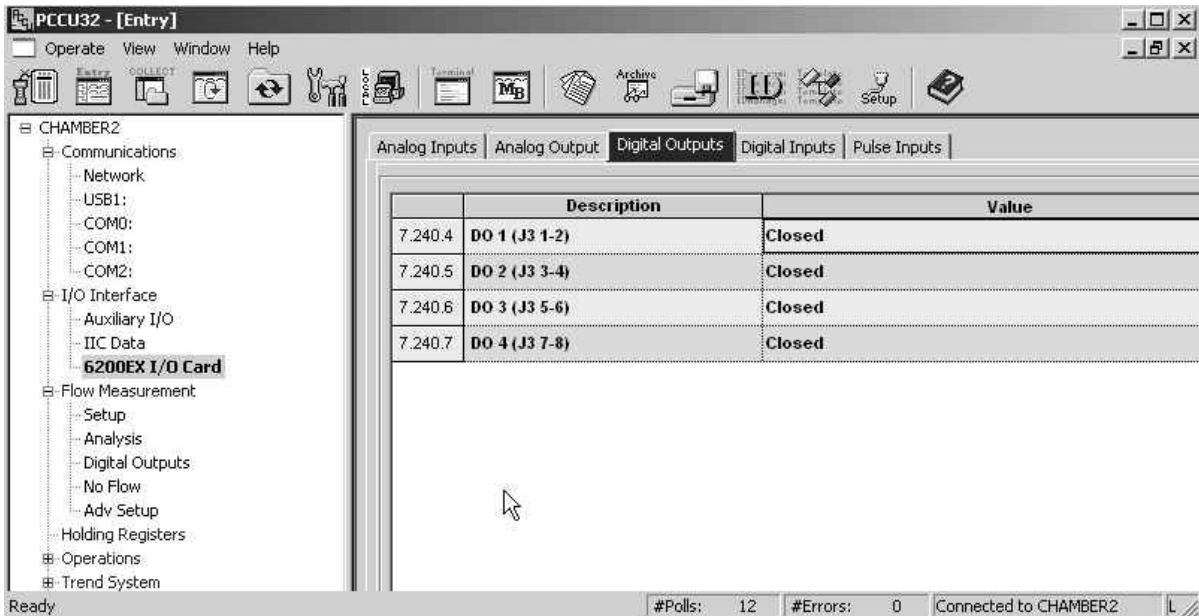 PCCU32 - [Entry]
Operate View Window Help
Entry COLLECT LOCAL Terminal MB Archive Setup
CHAMBER2
Communications
Network
USB1:
COM0:
COM1:
COM2:
I/O Interface
Auxiliary I/O
IIC Data
6200EX I/O Card
Flow Measurement
Setup
Analysis
Digital Outputs
No Flow
Adv Setup
Holding Registers
Operations
Trend System
Analog Inputs Analog Output Digital Outputs Digital Inputs Pulse Inputs
Description Value
7.240.4 DO 1 (J3 1-2) Closed
7.240.5 DO 2 (J3 3-4) Closed
7.240.6 DO 3 (J3 5-6) Closed
7.240.7 DO 4 (J3 7-8) Closed
Ready #Polls: 12 #Errors: 0 Connected to CHAMBER2 L